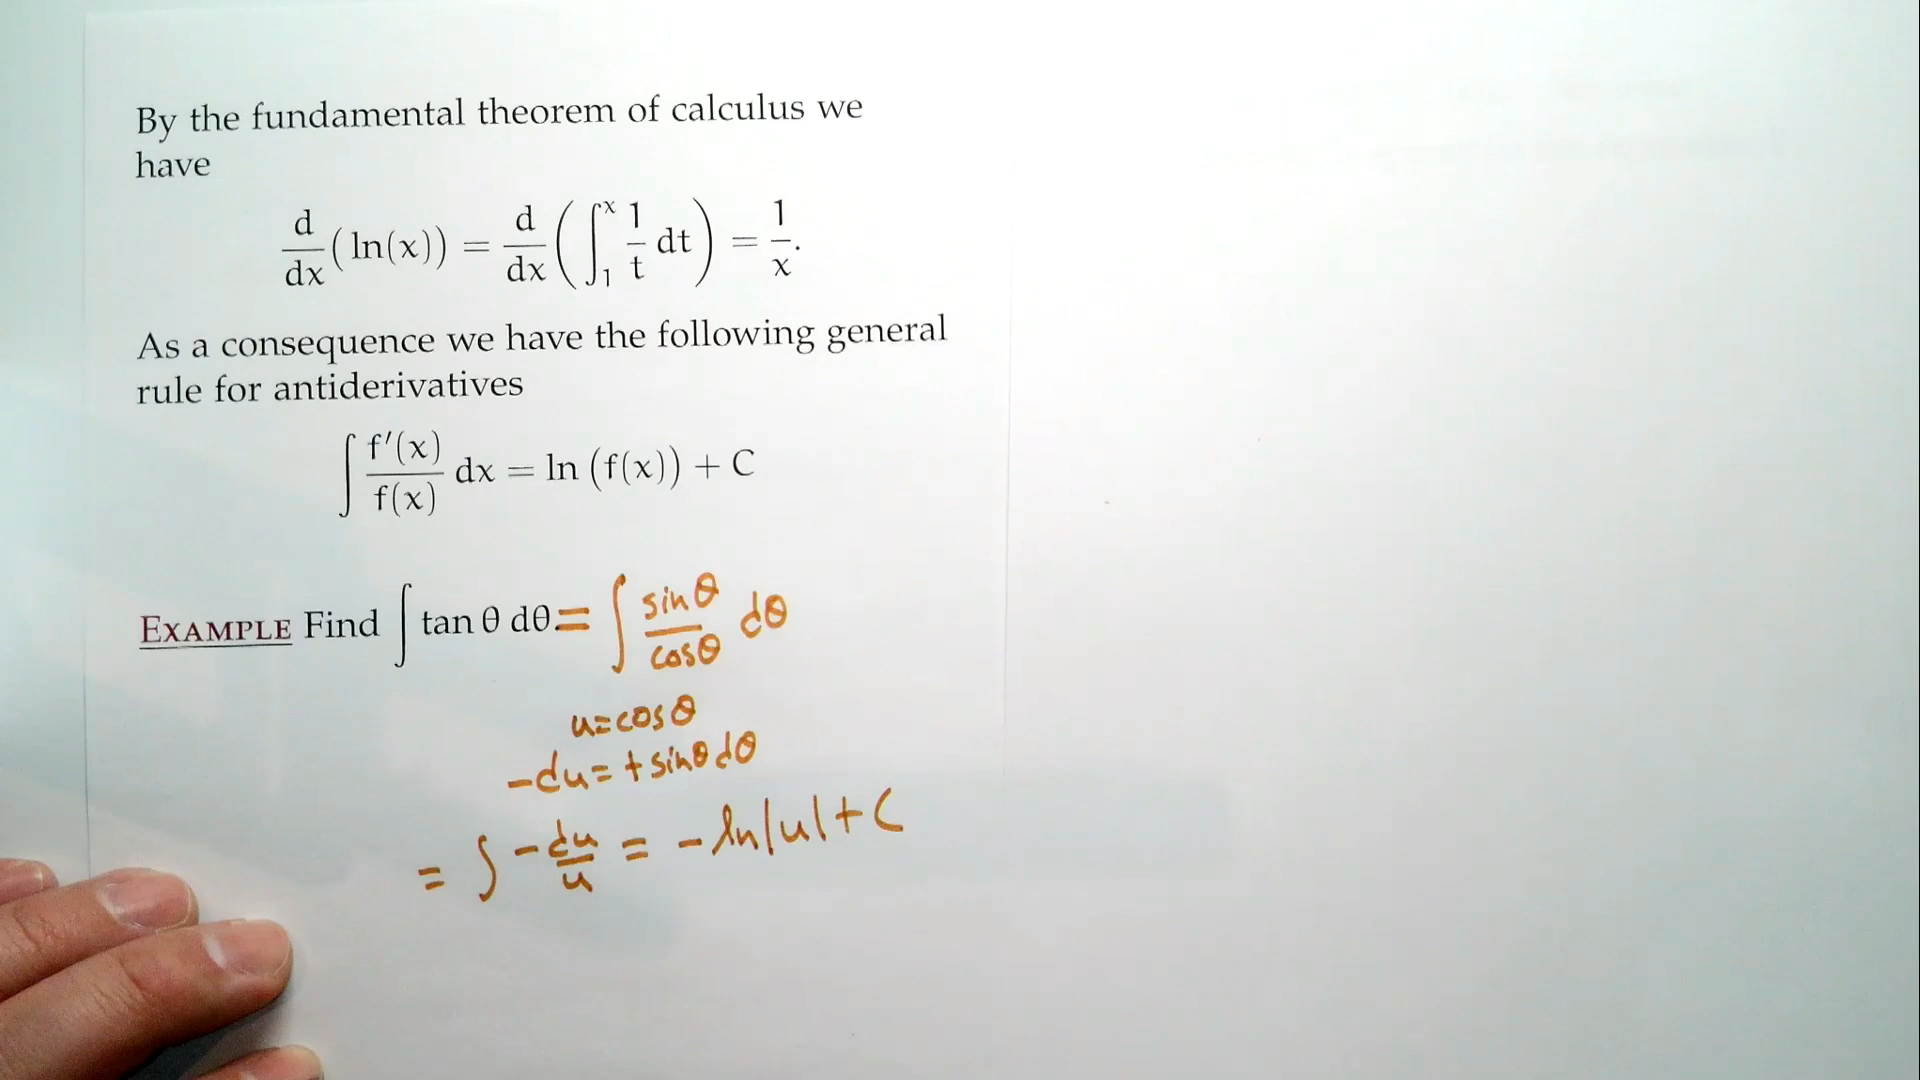 By the fundamental theorem of calculus we
have
d/dx (ln(x)) = d/dx (∫₁ˣ 1/t dt) = 1/x.
As a consequence we have the following general
rule for antiderivatives
∫ f′(x)/f(x) dx = ln (f(x)) + C
EXAMPLE Find ∫ tan θ dθ = ∫ sinθ/cosθ dθ
u=cosθ
-du=+sinθdθ
= ∫ -du/u = -ln|u|+C